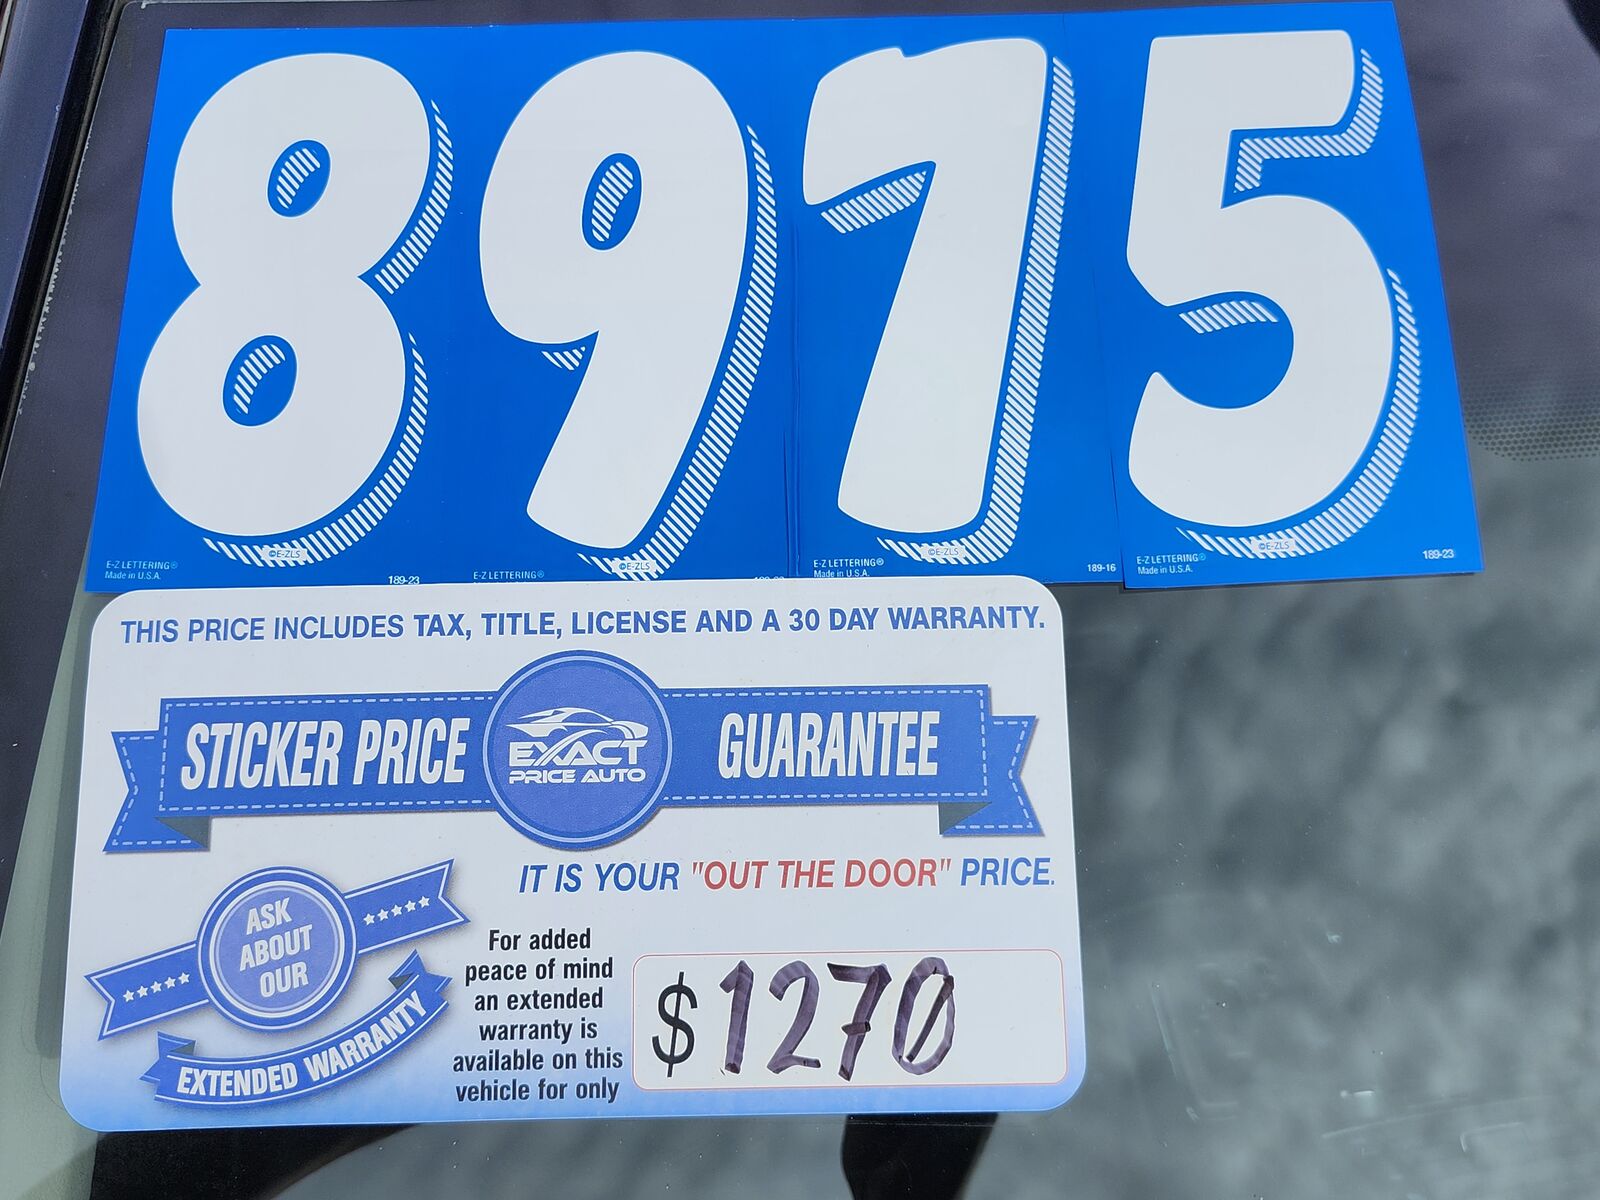 8975
©E-ZLS
©E-ZLS
©E-ZLS
©E-ZLS
E-Z LETTERING®
Made in U.S.A.
189-23
E-Z LETTERING®
E-Z LETTERING®
Made in U.S.A.
189-16
E-Z LETTERING®
Made in U.S.A.
189-23
THIS PRICE INCLUDES TAX, TITLE, LICENSE AND A 30 DAY WARRANTY.
STICKER PRICE
EXACT
PRICE AUTO
GUARANTEE
IT IS YOUR "OUT THE DOOR" PRICE.
ASK
ABOUT
OUR
EXTENDED WARRANTY
For added
peace of mind
an extended
warranty is
available on this
vehicle for only
$1270